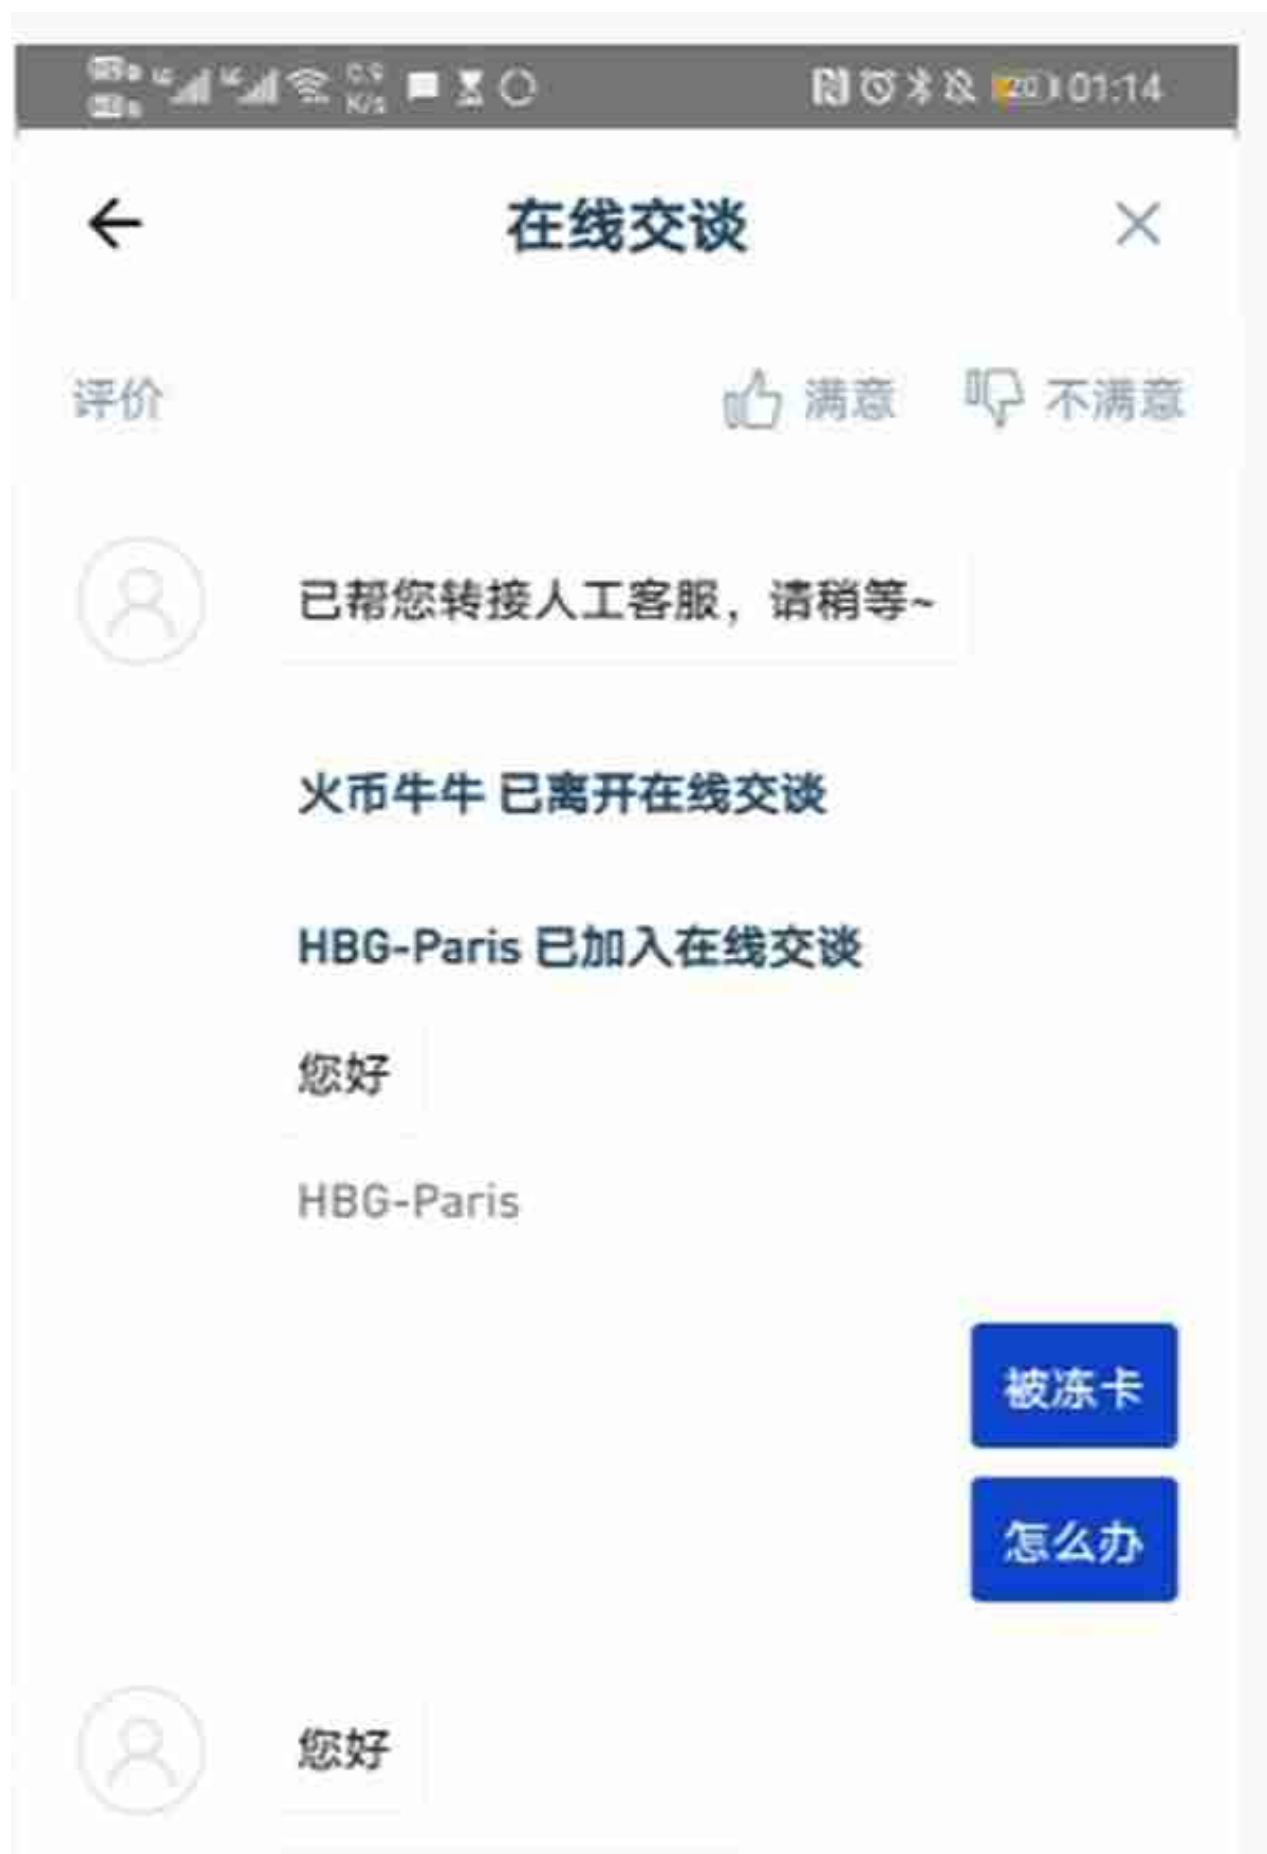 01:14
在线交谈
评价 满意 不满意
已帮您转接人工客服，请稍等~
火币牛牛 已离开在线交谈
HBG-Paris 已加入在线交谈
您好
HBG-Paris
被冻卡
怎么办
您好